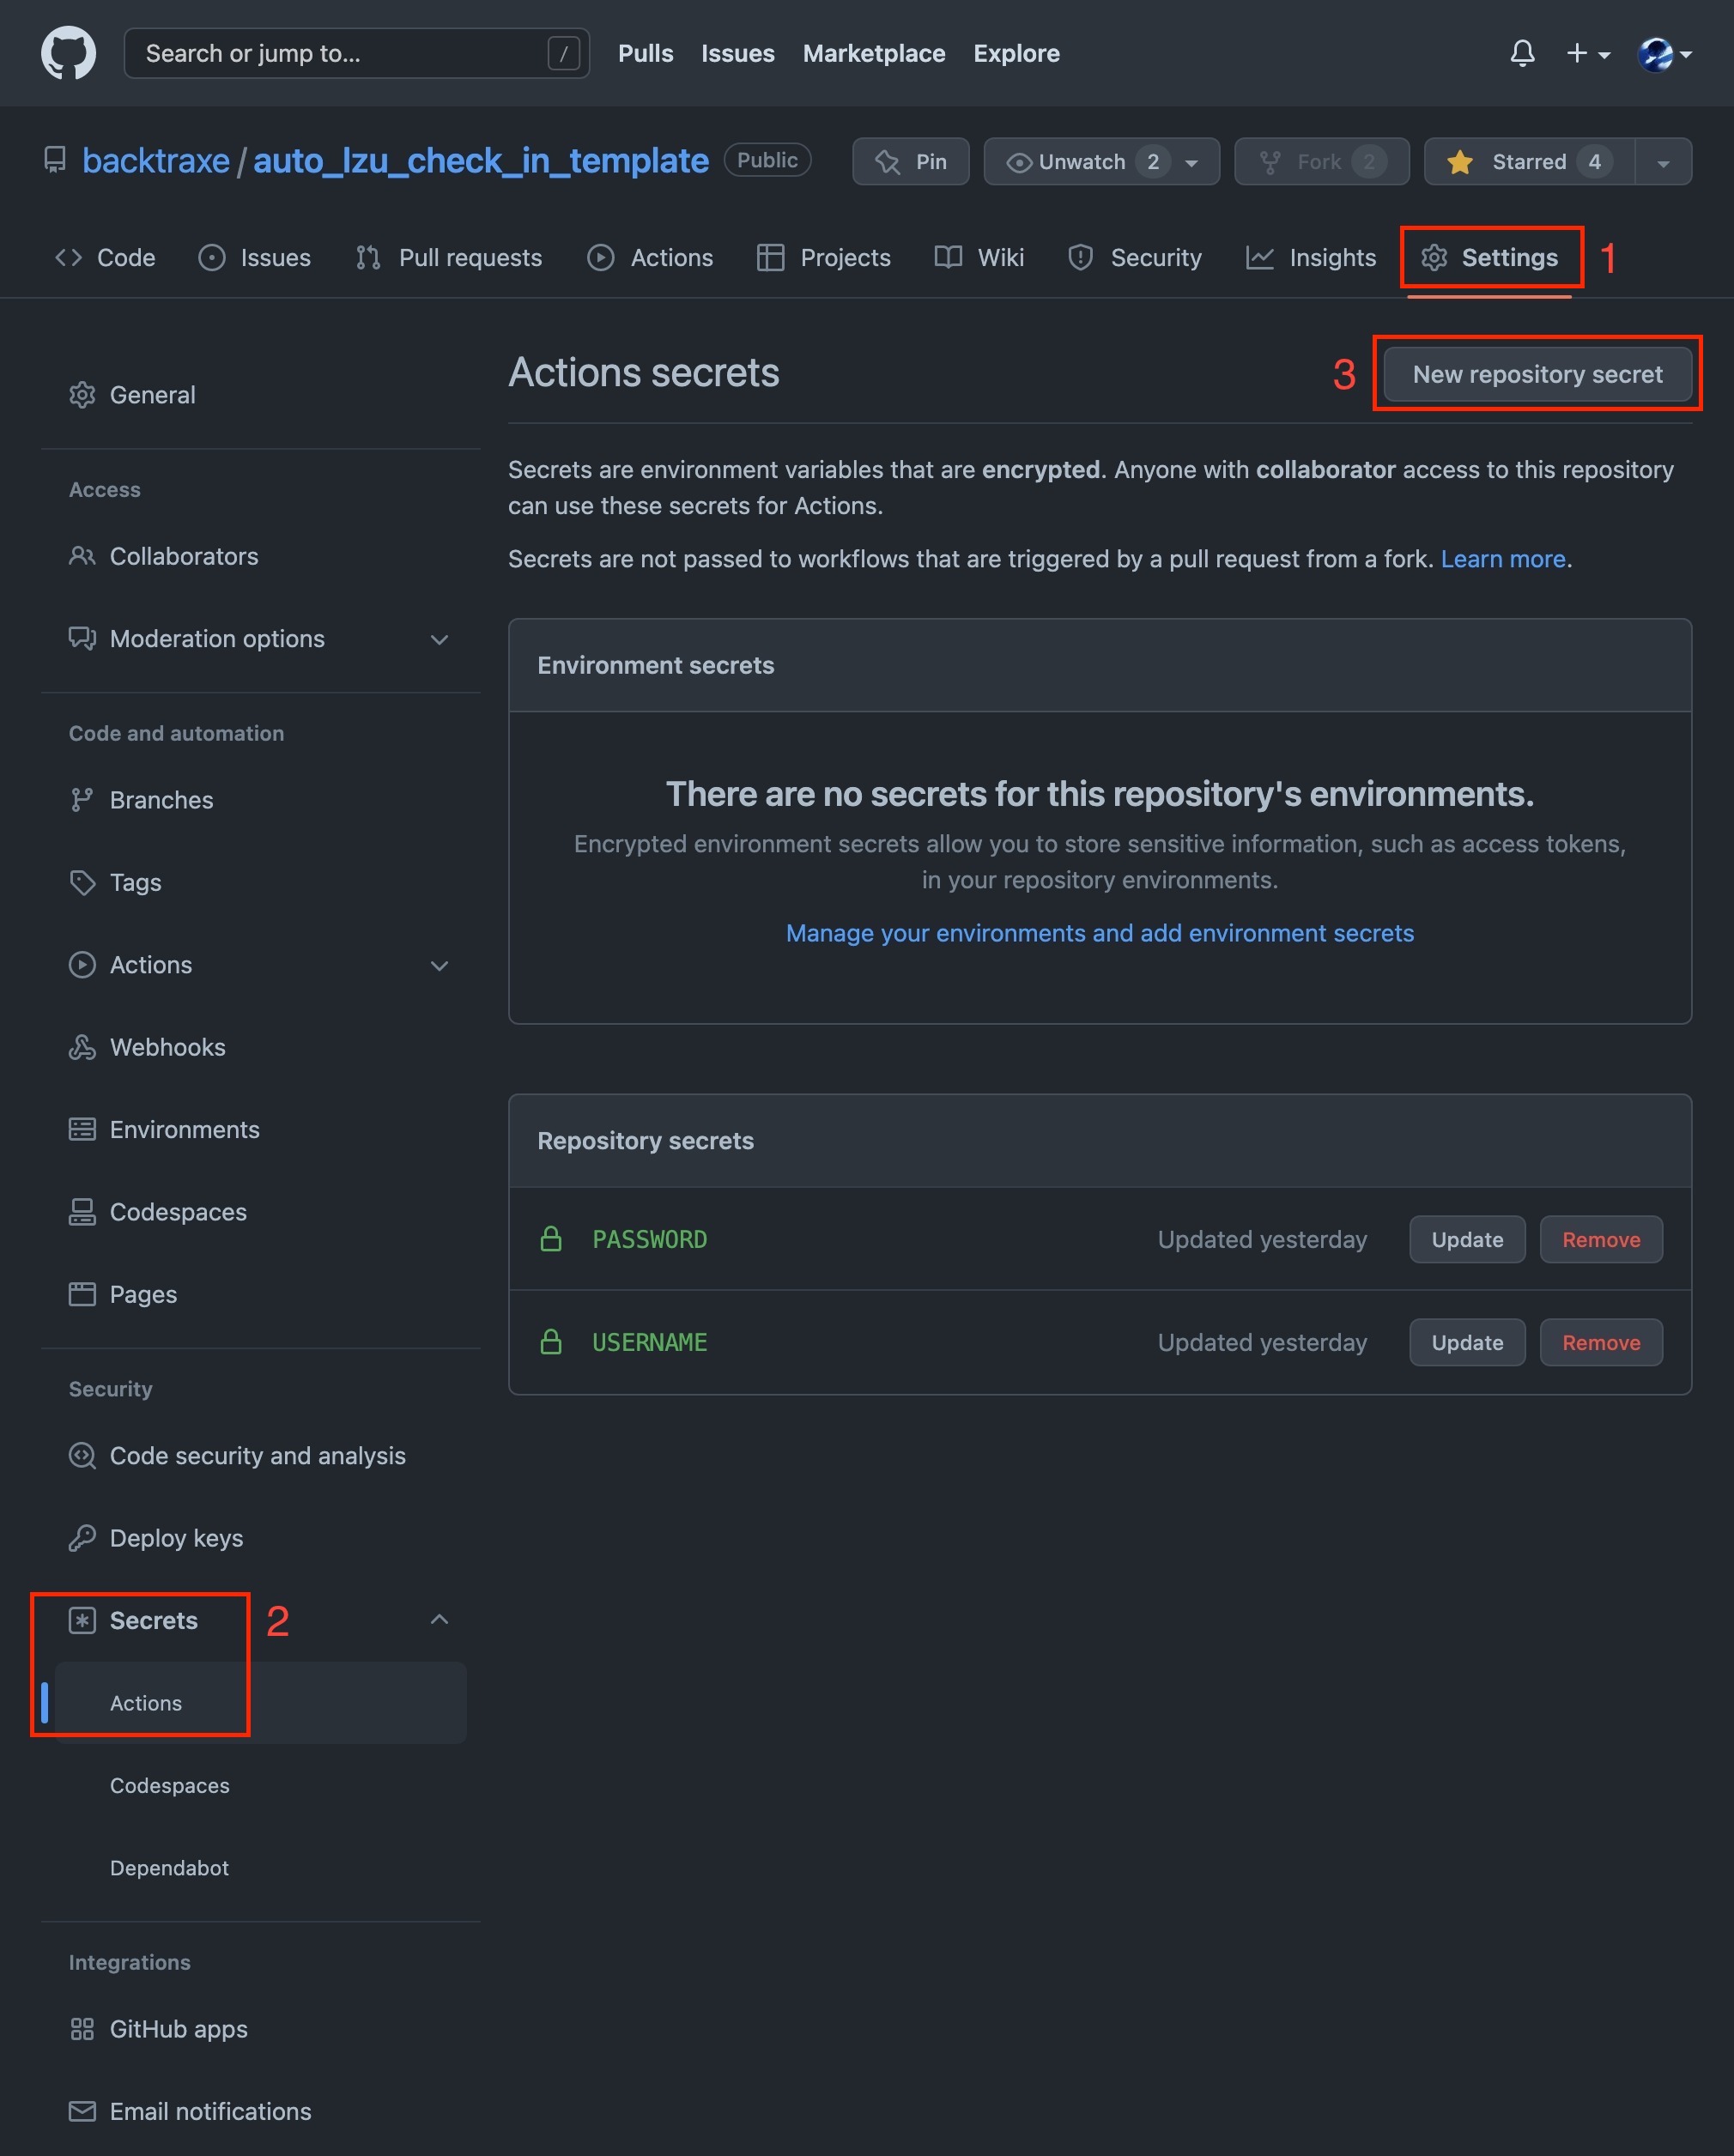 Search or jump to... /
Pulls Issues Marketplace Explore
backtraxe / auto_lzu_check_in_template Public
Pin Unwatch 2 Fork 2 Starred 4
Code Issues Pull requests Actions Projects Wiki Security Insights Settings 1
General
Access
Collaborators
Moderation options
Code and automation
Branches
Tags
Actions
Webhooks
Environments
Codespaces
Pages
Security
Code security and analysis
Deploy keys
Secrets 2
Actions
Codespaces
Dependabot
Integrations
GitHub apps
Email notifications
Actions secrets 3 New repository secret
Secrets are environment variables that are encrypted. Anyone with collaborator access to this repository
can use these secrets for Actions.
Secrets are not passed to workflows that are triggered by a pull request from a fork. Learn more.
Environment secrets
There are no secrets for this repository's environments.
Encrypted environment secrets allow you to store sensitive information, such as access tokens,
in your repository environments.
Manage your environments and add environment secrets
Repository secrets
PASSWORD Updated yesterday Update Remove
USERNAME Updated yesterday Update Remove